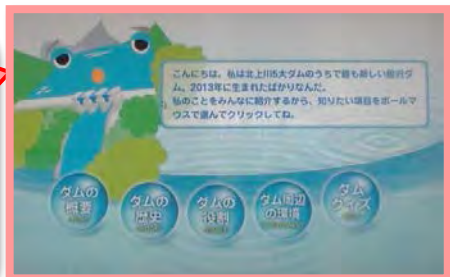 こんにちは。私は北上川5大ダムのうちで最も新しい胆沢ダ
ム。2013年に生まれたばかりなんだ。
私のことをみんなに紹介するから、知りたい項目をボールマ
ウスで選んでクリックしてね。
ダムの
概要
ダムの
歴史
ダムの
役割
ダム周辺
の環境
ダム
クイズ